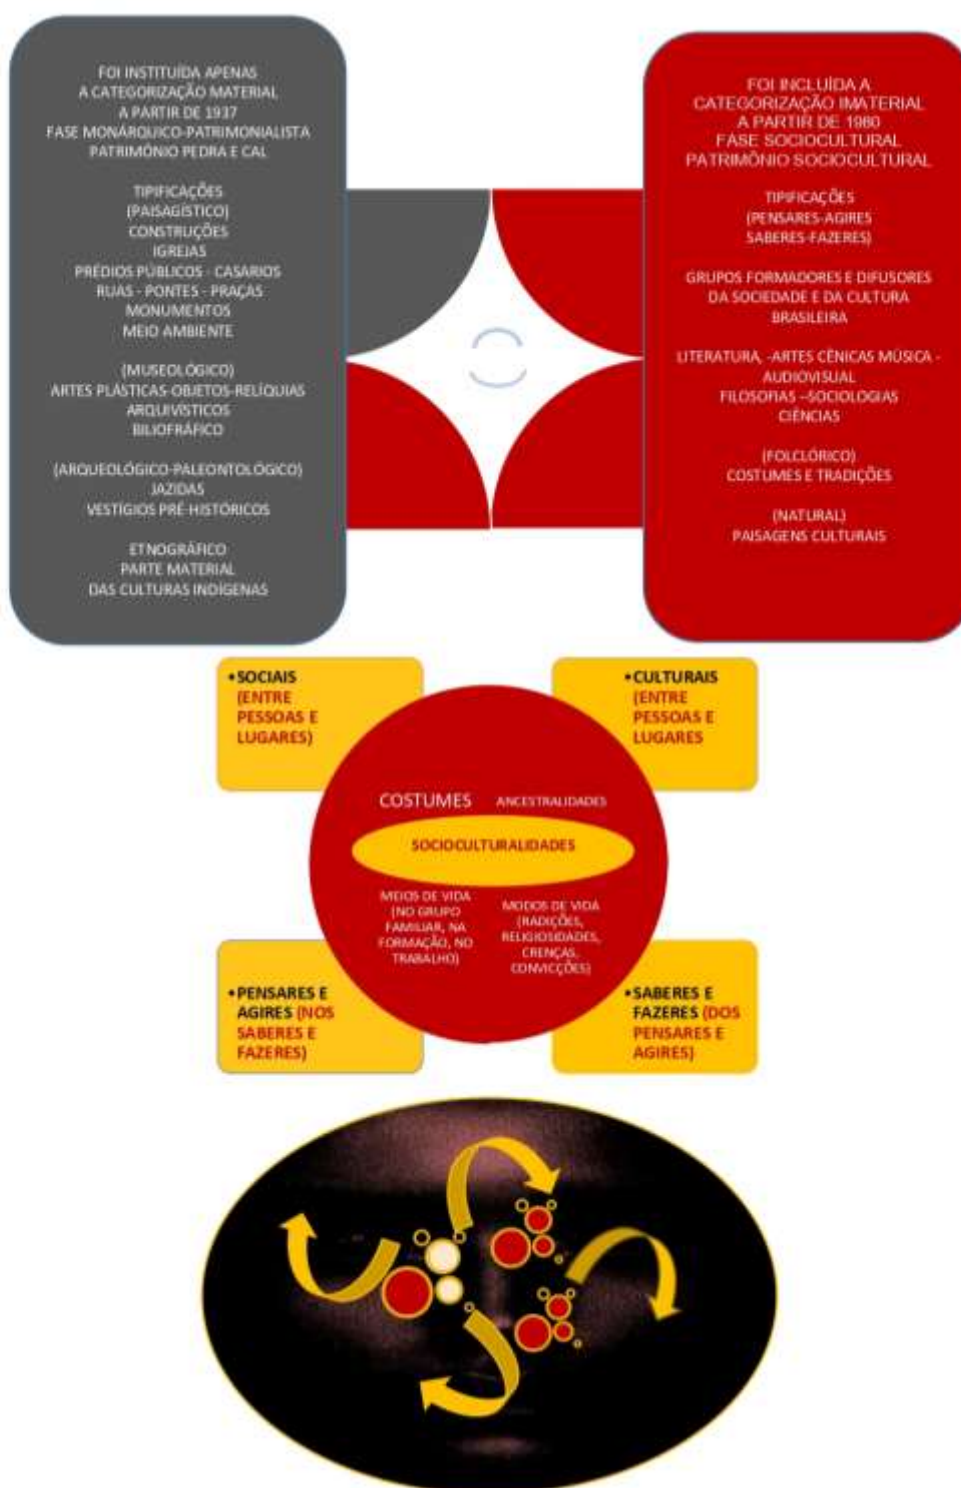 FOI INSTITUÍDA APENAS
A CATEGORIZAÇÃO MATERIAL
A PARTIR DE 1937
FASE MONÁRQUICO-PATRIMONIALISTA
PATRIMÔNIO PEDRA E CAL
TIPIFICAÇÕES
(PAISAGÍSTICO)
CONSTRUÇÕES
IGREJAS
PRÉDIOS PÚBLICOS - CASARIOS
RUAS - PONTES - PRAÇAS
MONUMENTOS
MEIO AMBIENTE
(MUSEOLÓGICO)
ARTES PLÁSTICAS-OBJETOS-RELÍQUIAS
ARQUIVÍSTICOS
BILIOFRÁFICO
(ARQUEOLÓGICO-PALEONTOLÓGICO)
JAZIDAS
VESTÍGIOS PRÉ-HISTÓRICOS
ETNOGRÁFICO
PARTE MATERIAL
DAS CULTURAS INDÍGENAS
FOI INCLUÍDA A
CATEGORIZAÇÃO IMATERIAL
A PARTIR DE 1980
FASE SOCIOCULTURAL
PATRIMÔNIO SOCIOCULTURAL
TIPIFICAÇÕES
(PENSARES-AGIRES
SABERES-FAZERES)
GRUPOS FORMADORES E DIFUSORES
DA SOCIEDADE E DA CULTURA
BRASILEIRA
LITERATURA, -ARTES CÊNICAS MÚSICA -
AUDIOVISUAL
FILOSOFIAS –SOCIOLOGIAS
CIÊNCIAS
(FOLCLÓRICO)
COSTUMES E TRADIÇÕES
(NATURAL)
PAISAGENS CULTURAIS
•SOCIAIS
(ENTRE
PESSOAS E
LUGARES)
•CULTURAIS
(ENTRE
PESSOAS E
LUGARES
COSTUMES
ANCESTRALIDADES
SOCIOCULTURALIDADES
MEIOS DE VIDA
(NO GRUPO
FAMILIAR, NA
FORMAÇÃO, NO
TRABALHO)
MODOS DE VIDA
(RADIÇÕES,
RELIGIOSIDADES,
CRENÇAS,
CONVICÇÕES)
•PENSARES E
AGIRES (NOS
SABERES E
FAZERES)
•SABERES E
FAZERES (DOS
PENSARES E
AGIRES)